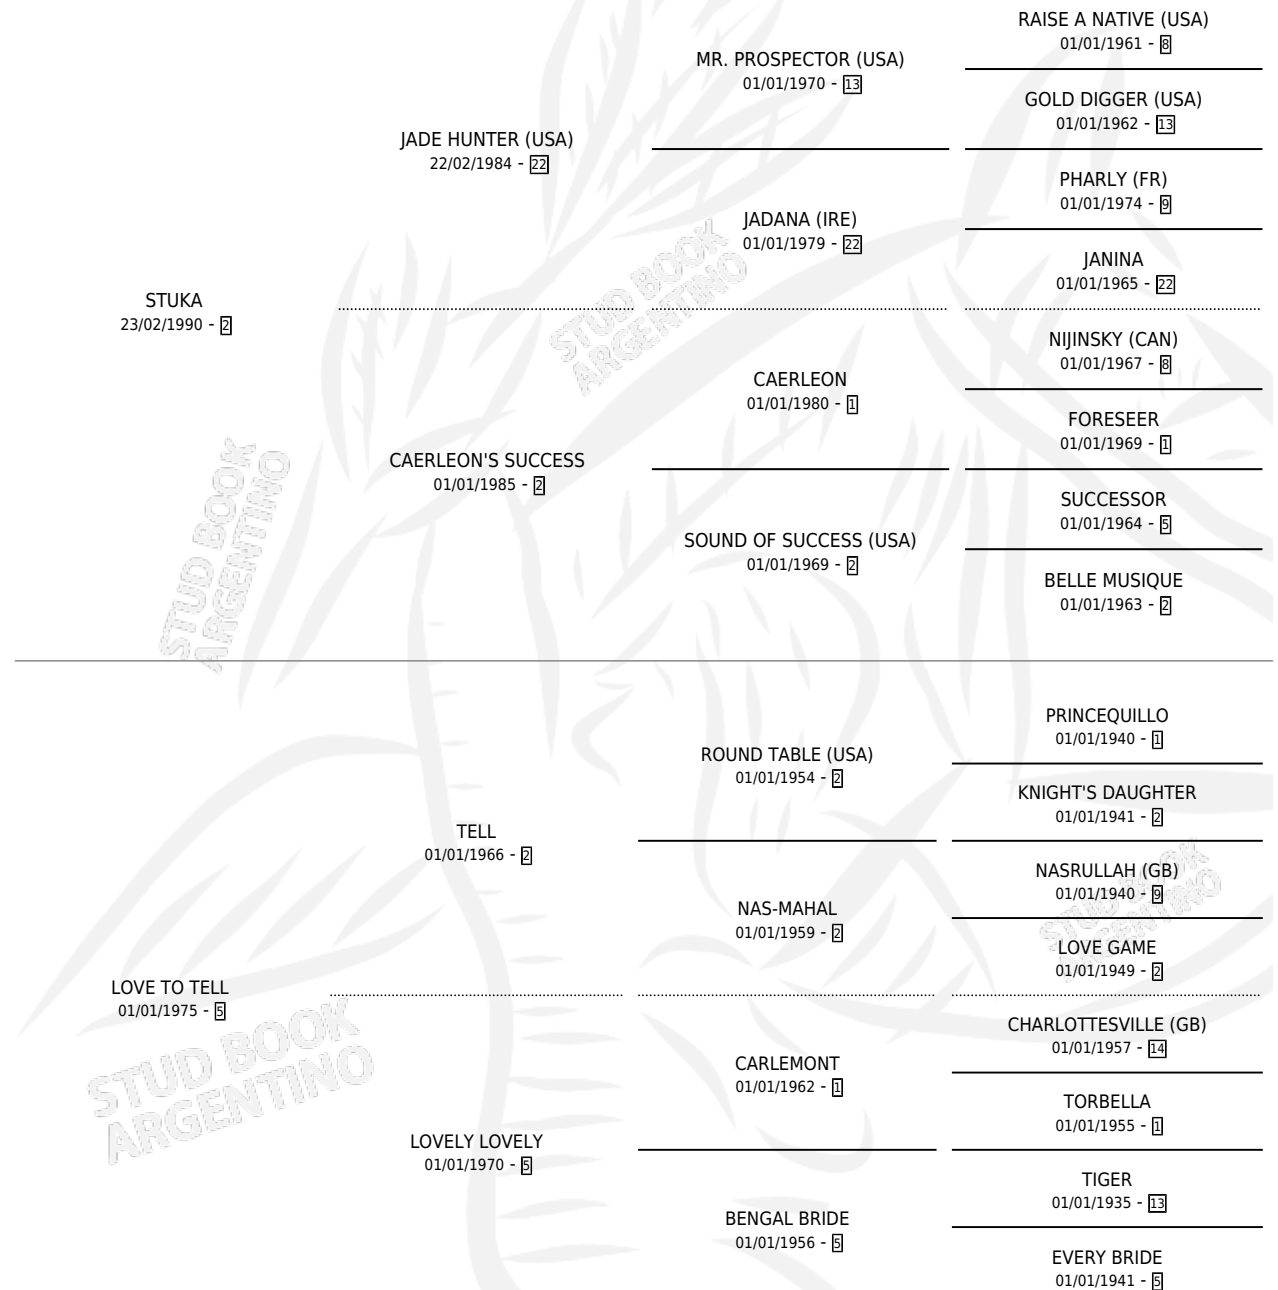 RAISE A NATIVE (USA)
01/01/1961 - 8
MR. PROSPECTOR (USA)
01/01/1970 - 13
GOLD DIGGER (USA)
01/01/1962 - 13
JADE HUNTER (USA)
22/02/1984 - 22
PHARLY (FR)
01/01/1974 - 9
JADANA (IRE)
01/01/1979 - 22
JANINA
01/01/1965 - 22
STUKA
23/02/1990 - 2
NIJINSKY (CAN)
01/01/1967 - 8
CAERLEON
01/01/1980 - 1
FORESEER
01/01/1969 - 1
CAERLEON'S SUCCESS
01/01/1985 - 2
SUCCESSOR
01/01/1964 - 5
SOUND OF SUCCESS (USA)
01/01/1969 - 2
BELLE MUSIQUE
01/01/1963 - 2
PRINCEQUILLO
01/01/1940 - 1
ROUND TABLE (USA)
01/01/1954 - 2
KNIGHT'S DAUGHTER
01/01/1941 - 2
TELL
01/01/1966 - 2
NASRULLAH (GB)
01/01/1940 - 9
NAS-MAHAL
01/01/1959 - 2
LOVE GAME
01/01/1949 - 2
LOVE TO TELL
01/01/1975 - 5
CHARLOTTESVILLE (GB)
01/01/1957 - 14
CARLEMONT
01/01/1962 - 1
TORBELLA
01/01/1955 - 1
LOVELY LOVELY
01/01/1970 - 5
TIGER
01/01/1935 - 13
BENGAL BRIDE
01/01/1956 - 5
EVERY BRIDE
01/01/1941 - 5
STUD BOOK
ARGENTINO
STUD BOOK
ARGENTINO
STUD BOOK
ARGENTINO
STUD BOOK
ARGENTINO